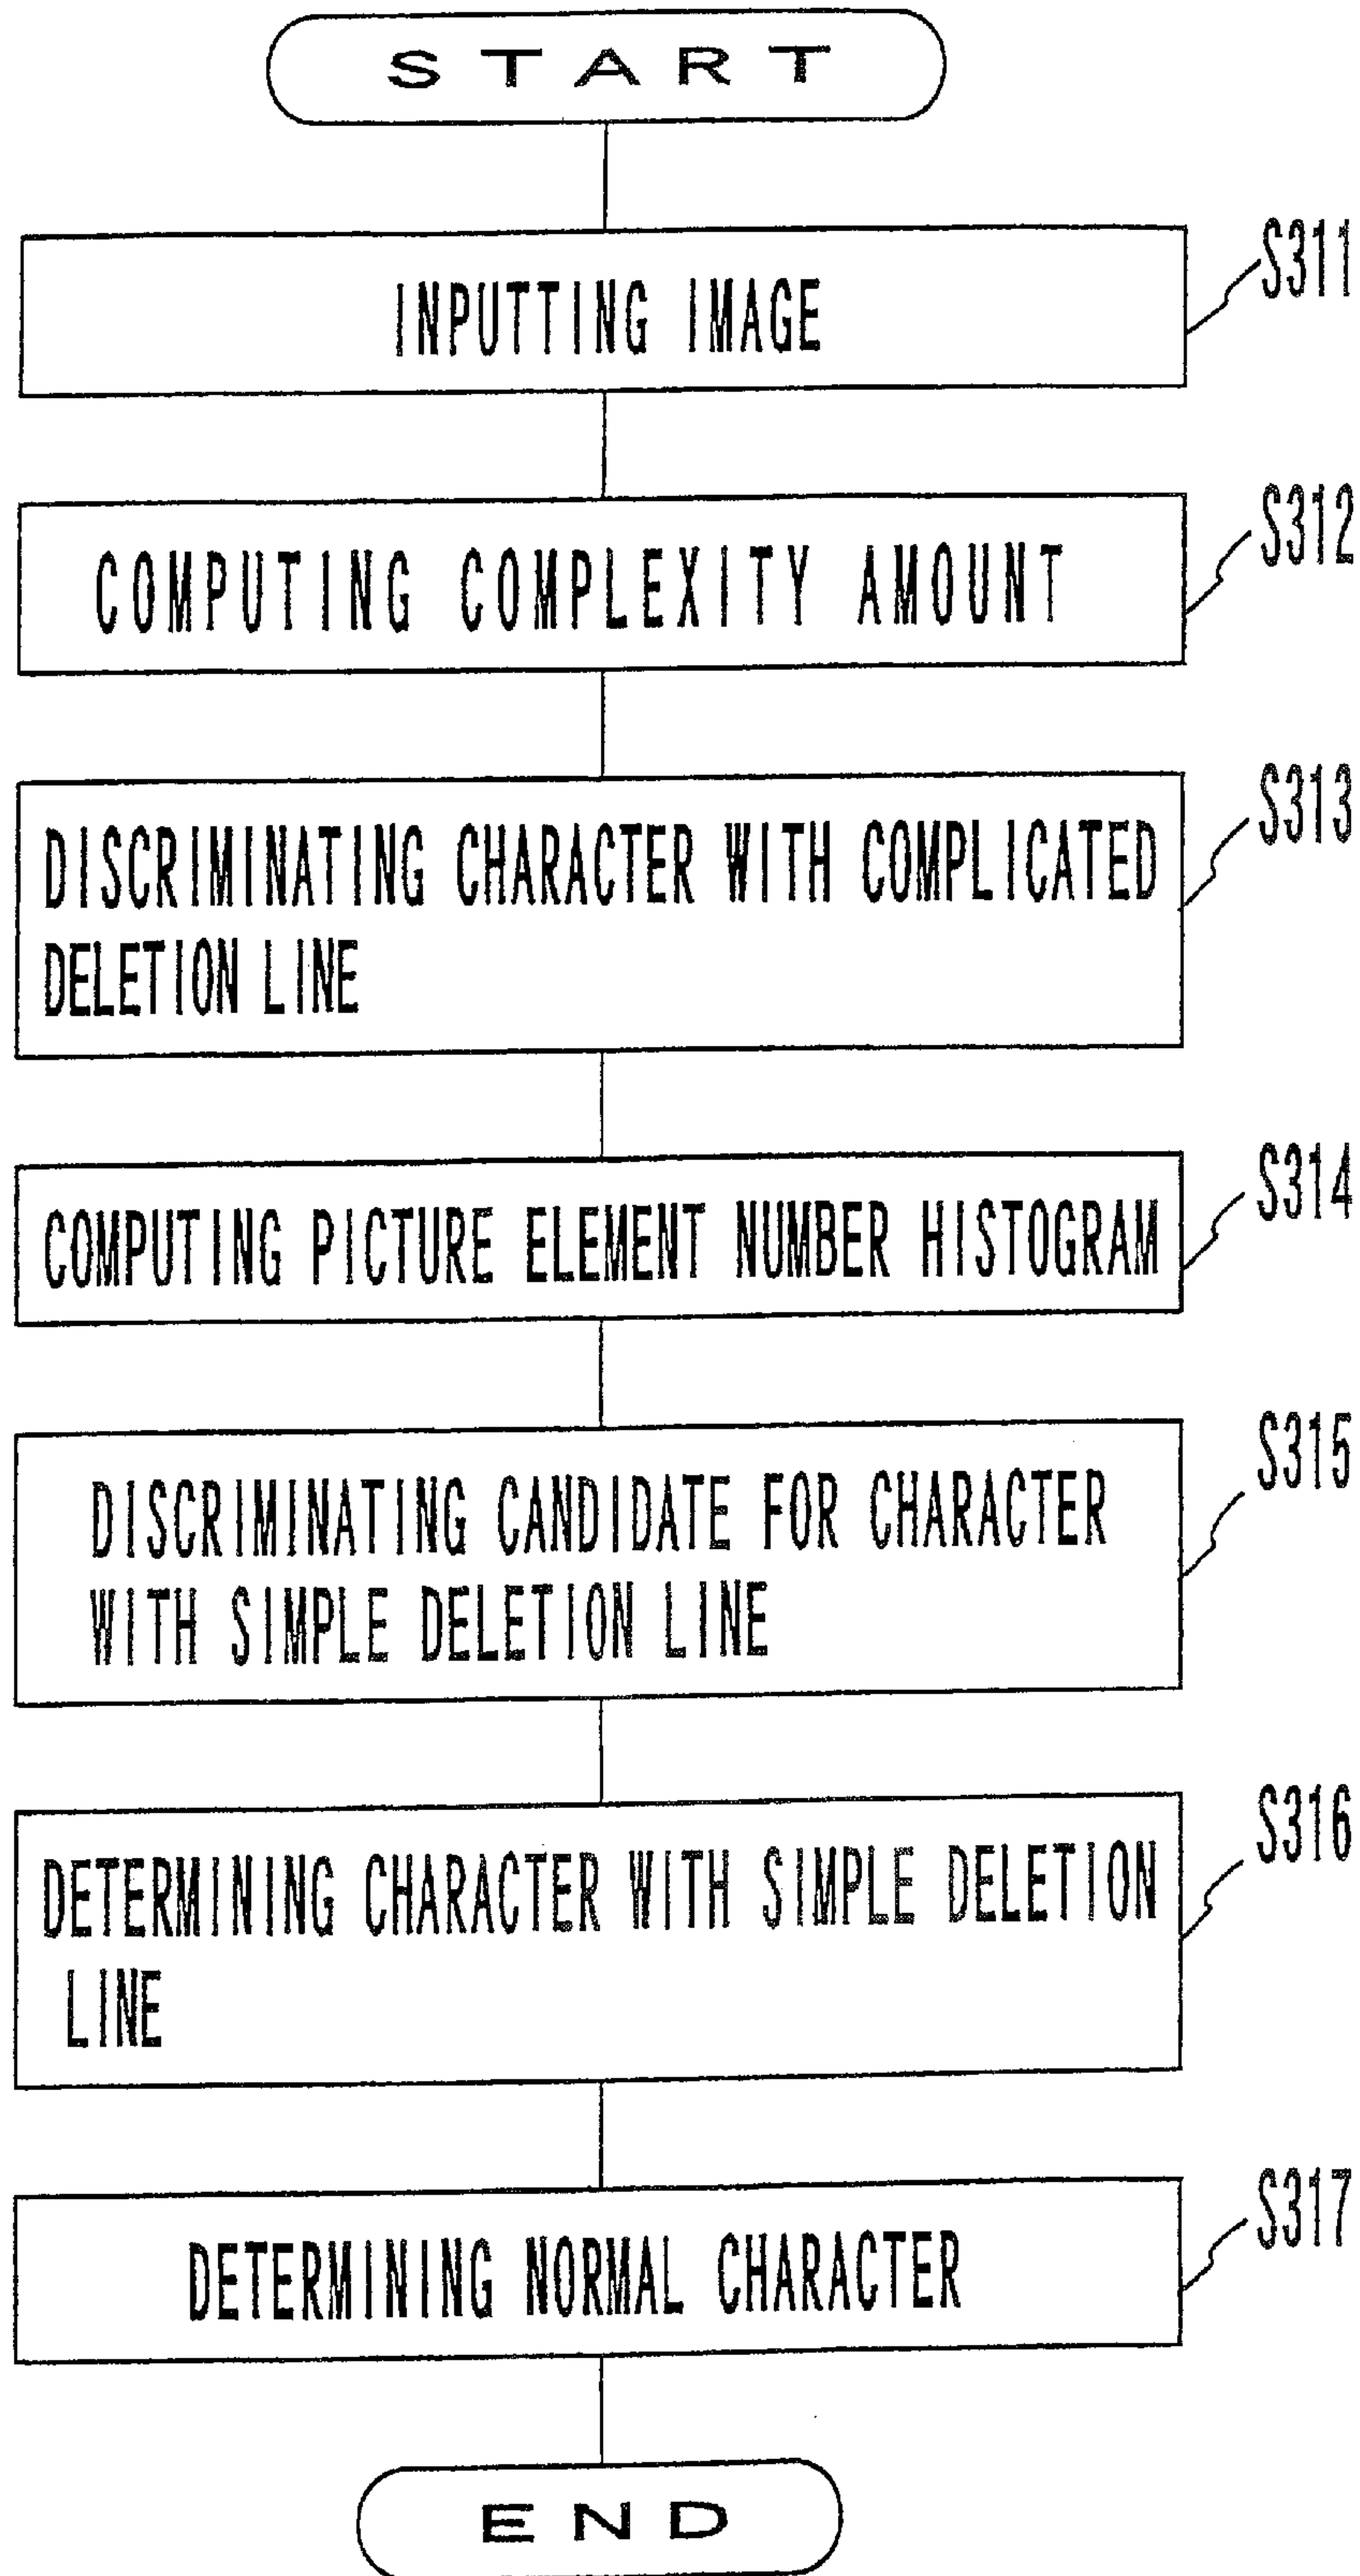 START
S311
INPUTTING IMAGE
S312
COMPUTING COMPLEXITY AMOUNT
S313
DISCRIMINATING CHARACTER WITH COMPLICATED
DELETION LINE
S314
COMPUTING PICTURE ELEMENT NUMBER HISTOGRAM
S315
DISCRIMINATING CANDIDATE FOR CHARACTER
WITH SIMPLE DELETION LINE
S316
DETERMINING CHARACTER WITH SIMPLE DELETION
LINE
S317
DETERMINING NORMAL CHARACTER
END